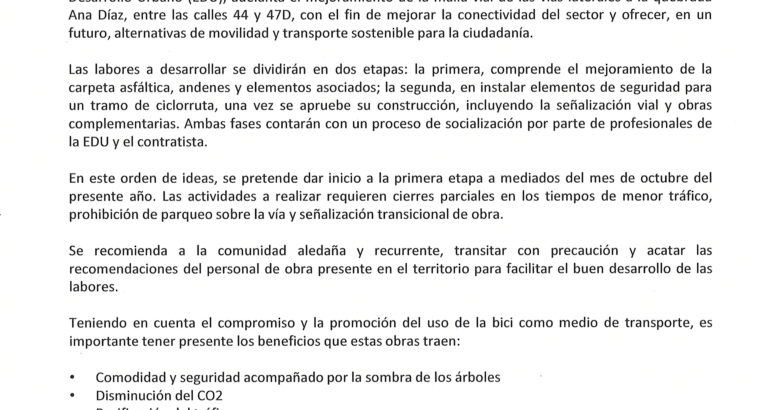 Desarrollo Urbano (EDU), adelanta el mejoramiento de la malla vial de las vías laterales a la quebrada
Ana Díaz, entre las calles 44 y 47D, con el fin de mejorar la conectividad del sector y ofrecer, en un
futuro, alternativas de movilidad y transporte sostenible para la ciudadanía.
Las labores a desarrollar se dividirán en dos etapas: la primera, comprende el mejoramiento de la
carpeta asfáltica, andenes y elementos asociados; la segunda, en instalar elementos de seguridad para
un tramo de ciclorruta, una vez se apruebe su construcción, incluyendo la señalización vial y obras
complementarias. Ambas fases contarán con un proceso de socialización por parte de profesionales de
la EDU y el contratista.
En este orden de ideas, se pretende dar inicio a la primera etapa a mediados del mes de octubre del
presente año. Las actividades a realizar requieren cierres parciales en los tiempos de menor tráfico,
prohibición de parqueo sobre la vía y señalización transicional de obra.
Se recomienda a la comunidad aledaña y recurrente, transitar con precaución y acatar las
recomendaciones del personal de obra presente en el territorio para facilitar el buen desarrollo de las
labores.
Teniendo en cuenta el compromiso y la promoción del uso de la bici como medio de transporte, es
importante tener presente los beneficios que estas obras traen:
• Comodidad y seguridad acompañado por la sombra de los árboles
• Disminución del CO2